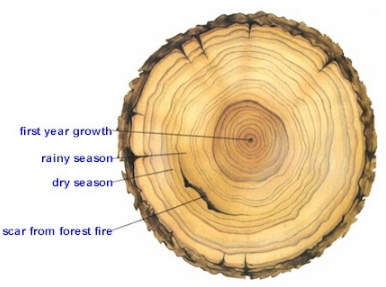 first year growth
rainy season
dry season
scar from forest fire